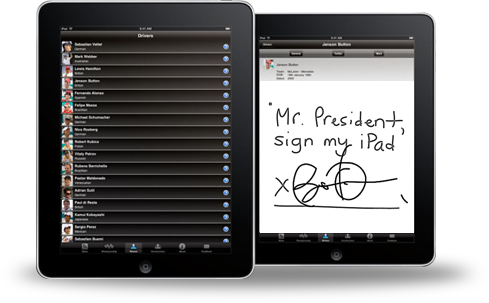 Drivers
Sebastian Vettel
German
Mark Webber
Australian
Lewis Hamilton
British
Jenson Button
British
Fernando Alonso
Spanish
Felipe Massa
Brazilian
Michael Schumacher
German
Nico Rosberg
German
Robert Kubica
Polish
Vitaly Petrov
Russian
Rubens Barrichello
Brazilian
Pastor Maldonado
Venezuelan
Adrian Sutil
German
Paul di Resta
British
Kamui Kobayashi
Japanese
Sergio Perez
Mexican
Sebastien Buemi
Jenson Button
Jenson Button
"Mr. President,
sign my iPad
X